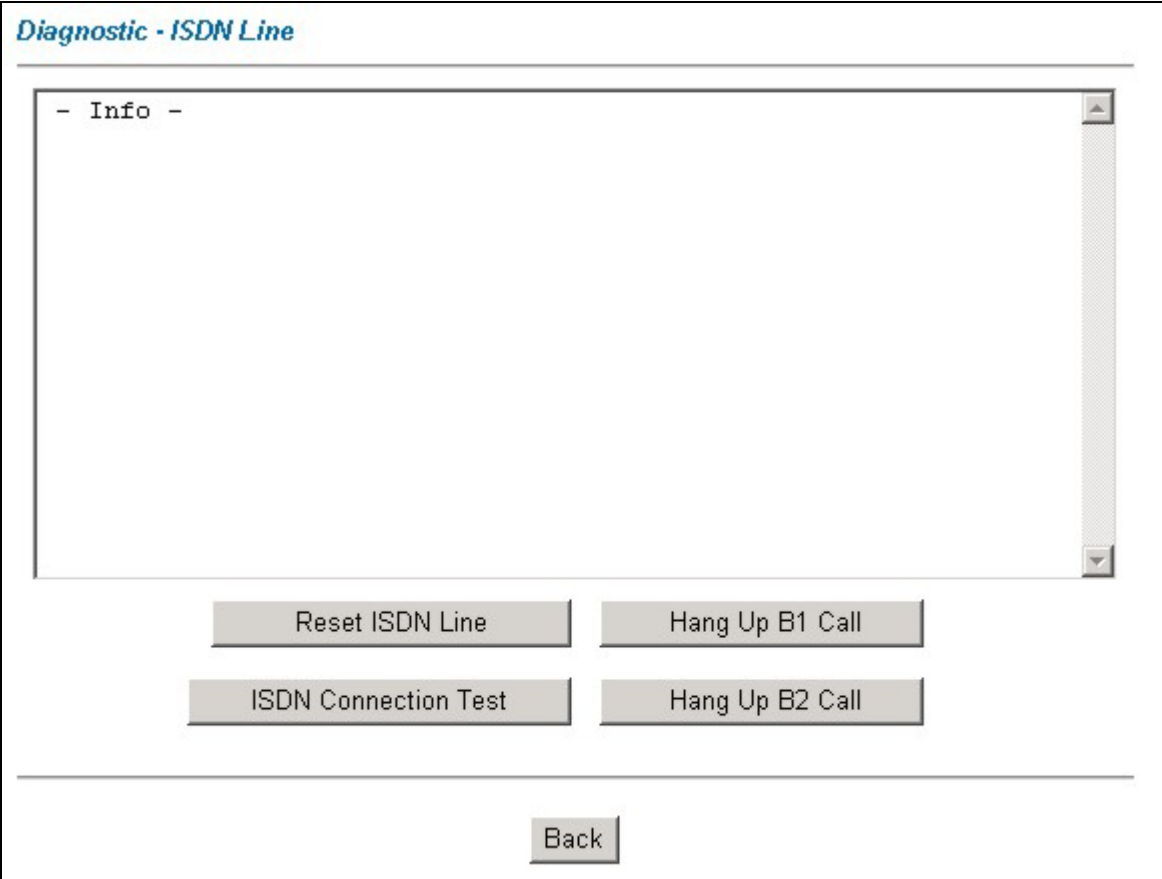 Diagnostic - ISDN Line
- Info -
Reset ISDN Line
Hang Up B1 Call
ISDN Connection Test
Hang Up B2 Call
Back